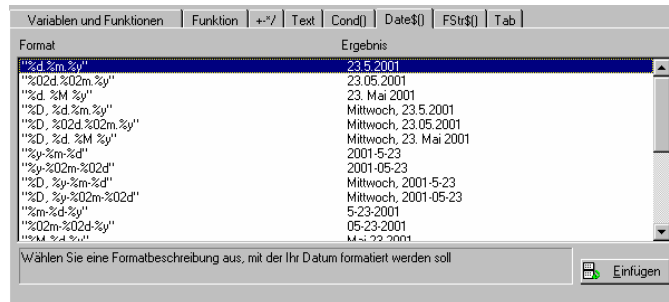 Variablen und Funktionen Funktion +-*/ Text Cond() Date$() FStr$() Tab
Format Ergebnis
"%d.%m.%y" 23.5.2001
"%02d.%02m.%y" 23.05.2001
"%d. %M %y" 23. Mai 2001
"%D, %d.%m.%y" Mittwoch, 23.5.2001
"%D, %02d.%02m.%y" Mittwoch, 23.05.2001
"%D, %d. %M %y" Mittwoch, 23. Mai 2001
"%y-%m-%d" 2001-5-23
"%y-%02m-%02d" 2001-05-23
"%D, %y-%m-%d" Mittwoch, 2001-5-23
"%D, %y-%02m-%02d" Mittwoch, 2001-05-23
"%m-%d-%y" 5-23-2001
"%02m-%02d-%y" 05-23-2001
"%M %d %y" Mai 23 2001
Wählen Sie eine Formatbeschreibung aus, mit der Ihr Datum formatiert werden soll
Einfügen